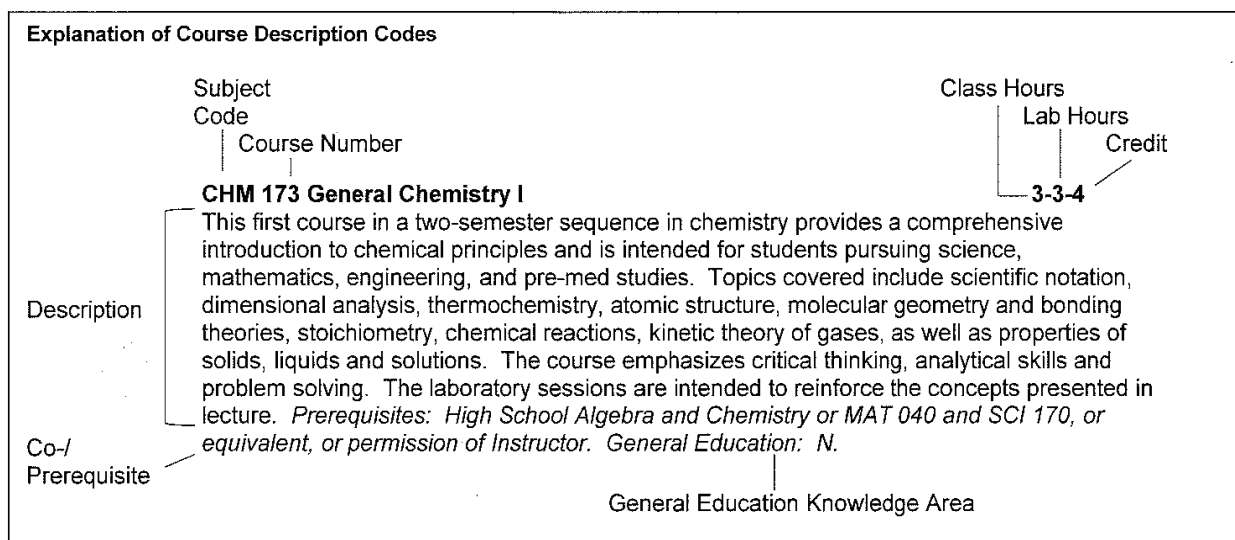 Explanation of Course Description Codes
Subject Code
Class Hours
Lab Hours
Course Number
Credit
CHM 173 General Chemistry I 3-3-4
This first course in a two-semester sequence in chemistry provides a comprehensive
introduction to chemical principles and is intended for students pursuing science,
mathematics, engineering, and pre-med studies. Topics covered include scientific notation,
Description
dimensional analysis, thermochemistry, atomic structure, molecular geometry and bonding
theories, stoichiometry, chemical reactions, kinetic theory of gases, as well as properties of
solids, liquids and solutions. The course emphasizes critical thinking, analytical skills and
problem solving. The laboratory sessions are intended to reinforce the concepts presented in
lecture. Prerequisites: High School Algebra and Chemistry or MAT 040 and SCI 170, or
equivalent, or permission of Instructor. General Education: N.
Co-/
Prerequisite
General Education Knowledge Area